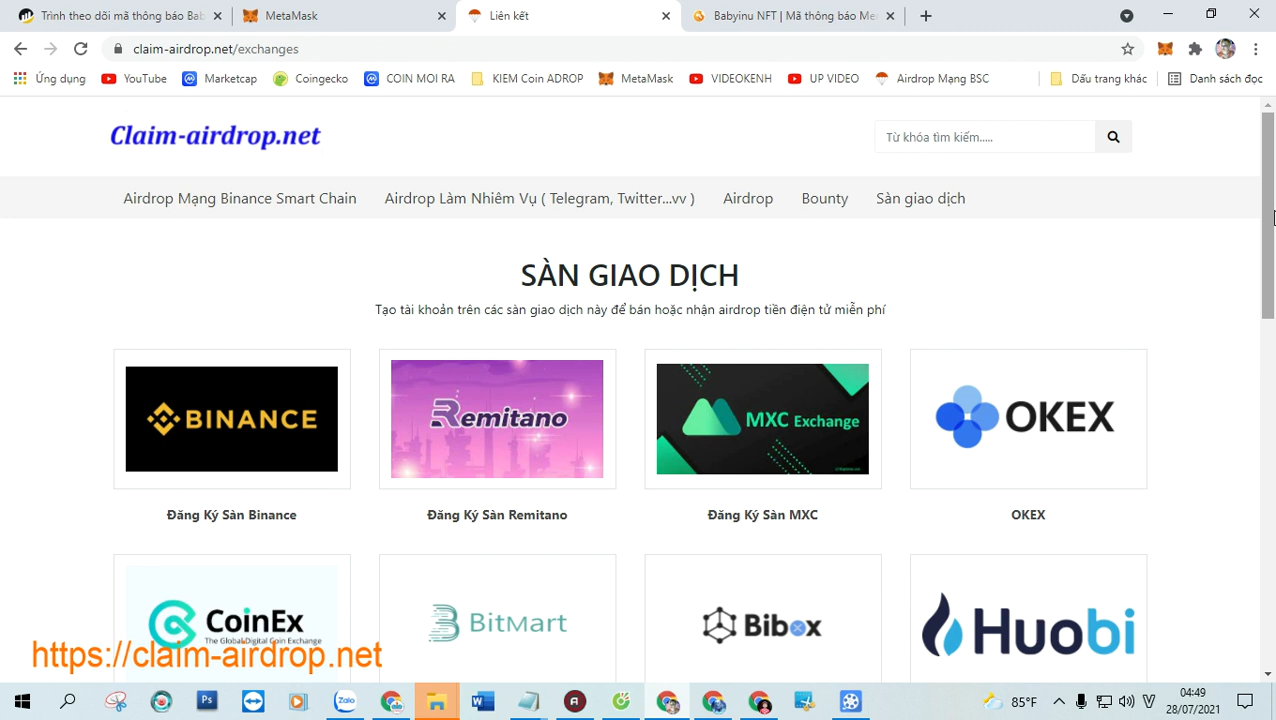 Trình theo dõi mã thông báo Bab
MetaMask
Liên kết
Babyinu NFT | Mã thông báo Me
claim-airdrop.net/exchanges
Ứng dụng
YouTube
Marketcap
Coingecko
COIN MOI RA
KIEM Coin ADROP
MetaMask
VIDEOKENH
UP VIDEO
Airdrop Mạng BSC
Dấu trang khác
Danh sách đọc
Claim-airdrop.net
Từ khóa tìm kiếm.....
Airdrop Mạng Binance Smart Chain
Airdrop Làm Nhiêm Vụ ( Telegram, Twitter...vv )
Airdrop
Bounty
Sàn giao dịch
SÀN GIAO DỊCH
Tạo tài khoản trên các sàn giao dịch này để bán hoặc nhận airdrop tiền điện tử miễn phí
BINANCE
Remitano
MXC Exchange
OKEX
Đăng Ký Sàn Binance
Đăng Ký Sàn Remitano
Đăng Ký Sàn MXC
OKEX
CoinEx
The Global Digital Coin Exchange
BitMart
Bibox
Huobi
https://claim-airdrop.net
Ps
Zalo
85°F
V
04:49
28/07/2021